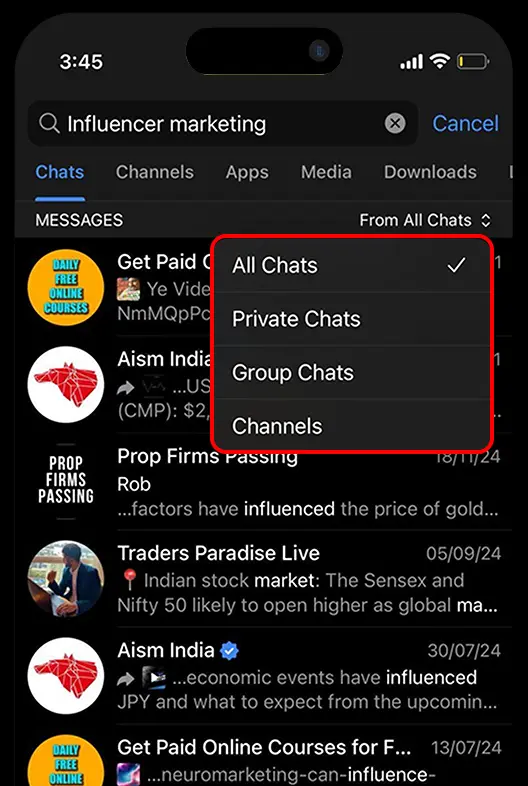 3:45
Influencer marketing
Cancel
Chats Channels Apps Media Downloads
MESSAGES From All Chats
All Chats
Private Chats
Group Chats
Channels
DAILY
FREE
ONLINE
COURSES
Get Paid
Ye Vide
NmMQpPc
Aism India
...US
(CMP): $2,
PROP
FIRMS
PASSING
Prop Firms Passing 18/11/24
Rob
...factors have influenced the price of gold...
Traders Paradise Live 05/09/24
Indian stock market: The Sensex and
Nifty 50 likely to open higher as global ma...
Aism India 30/07/24
...economic events have influenced
JPY and what to expect from the upcomin...
DAILY
FREE
ONLINE
Get Paid Online Courses for F... 13/07/24
...neuromarketing-can-influence-